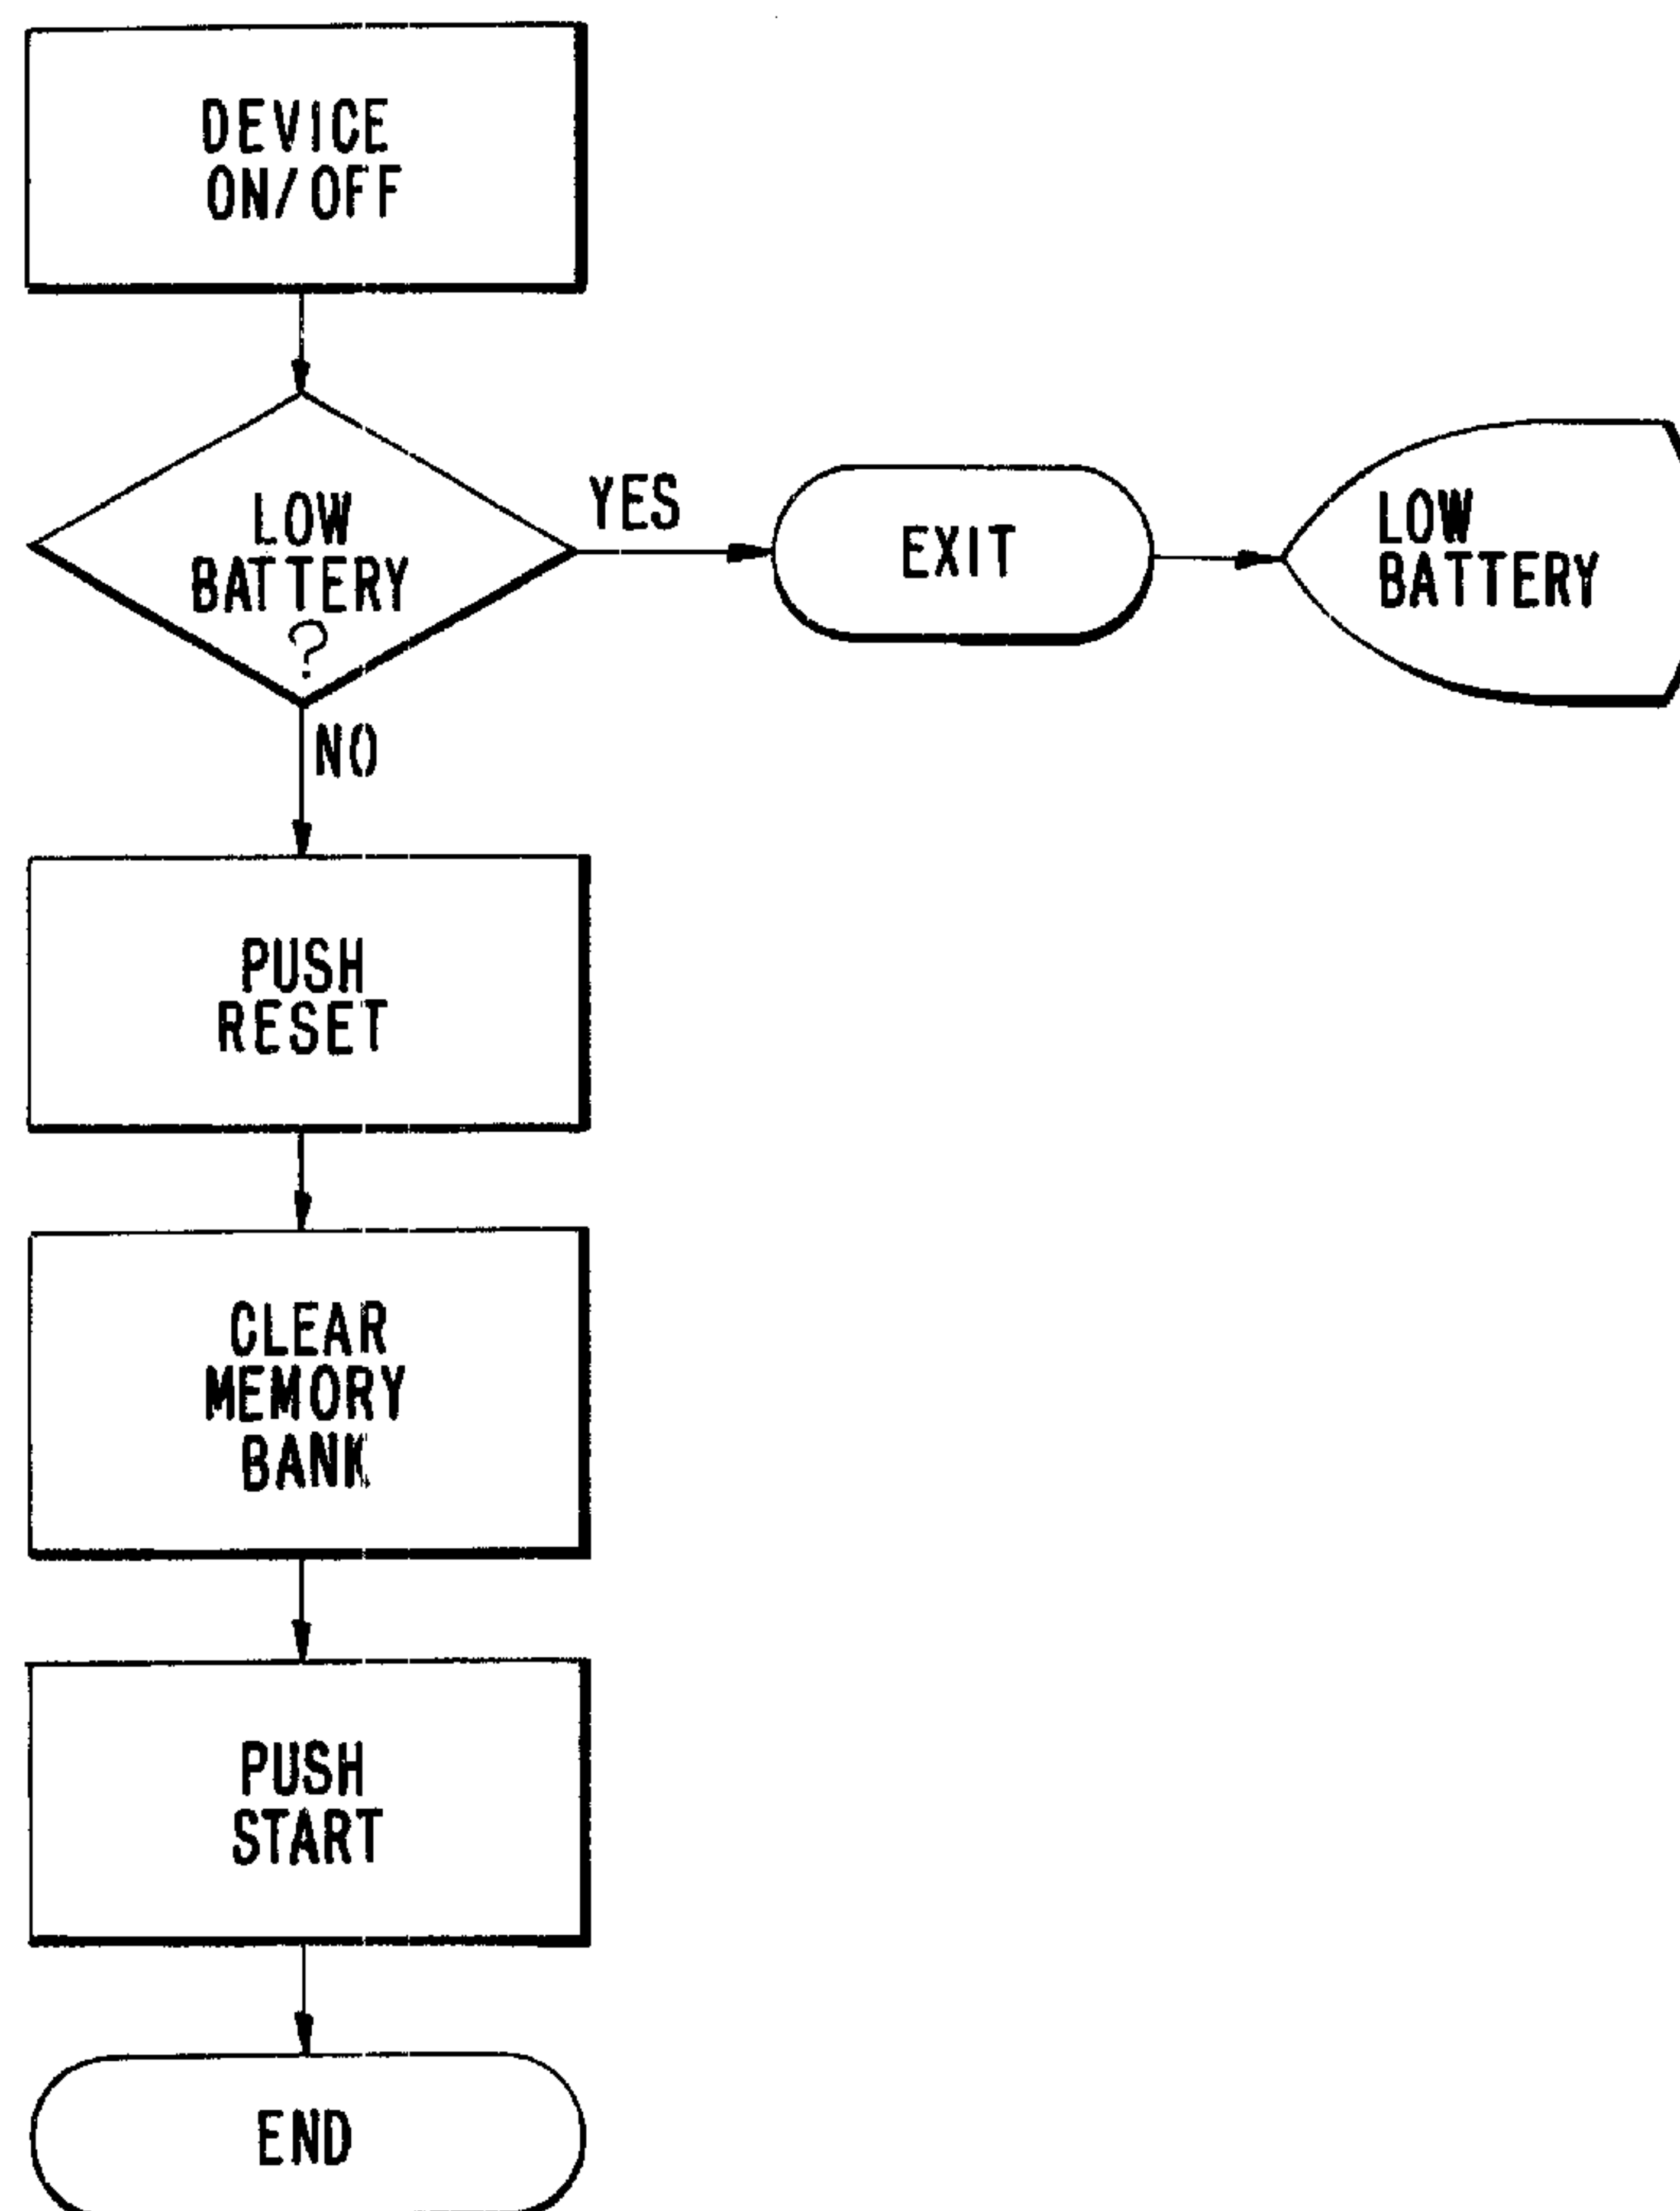 DEVICE
ON/OFF
LOW
BATTERY
?
YES
EXIT
LOW
BATTERY
NO
PUSH
RESET
CLEAR
MEMORY
BANK
PUSH
START
END